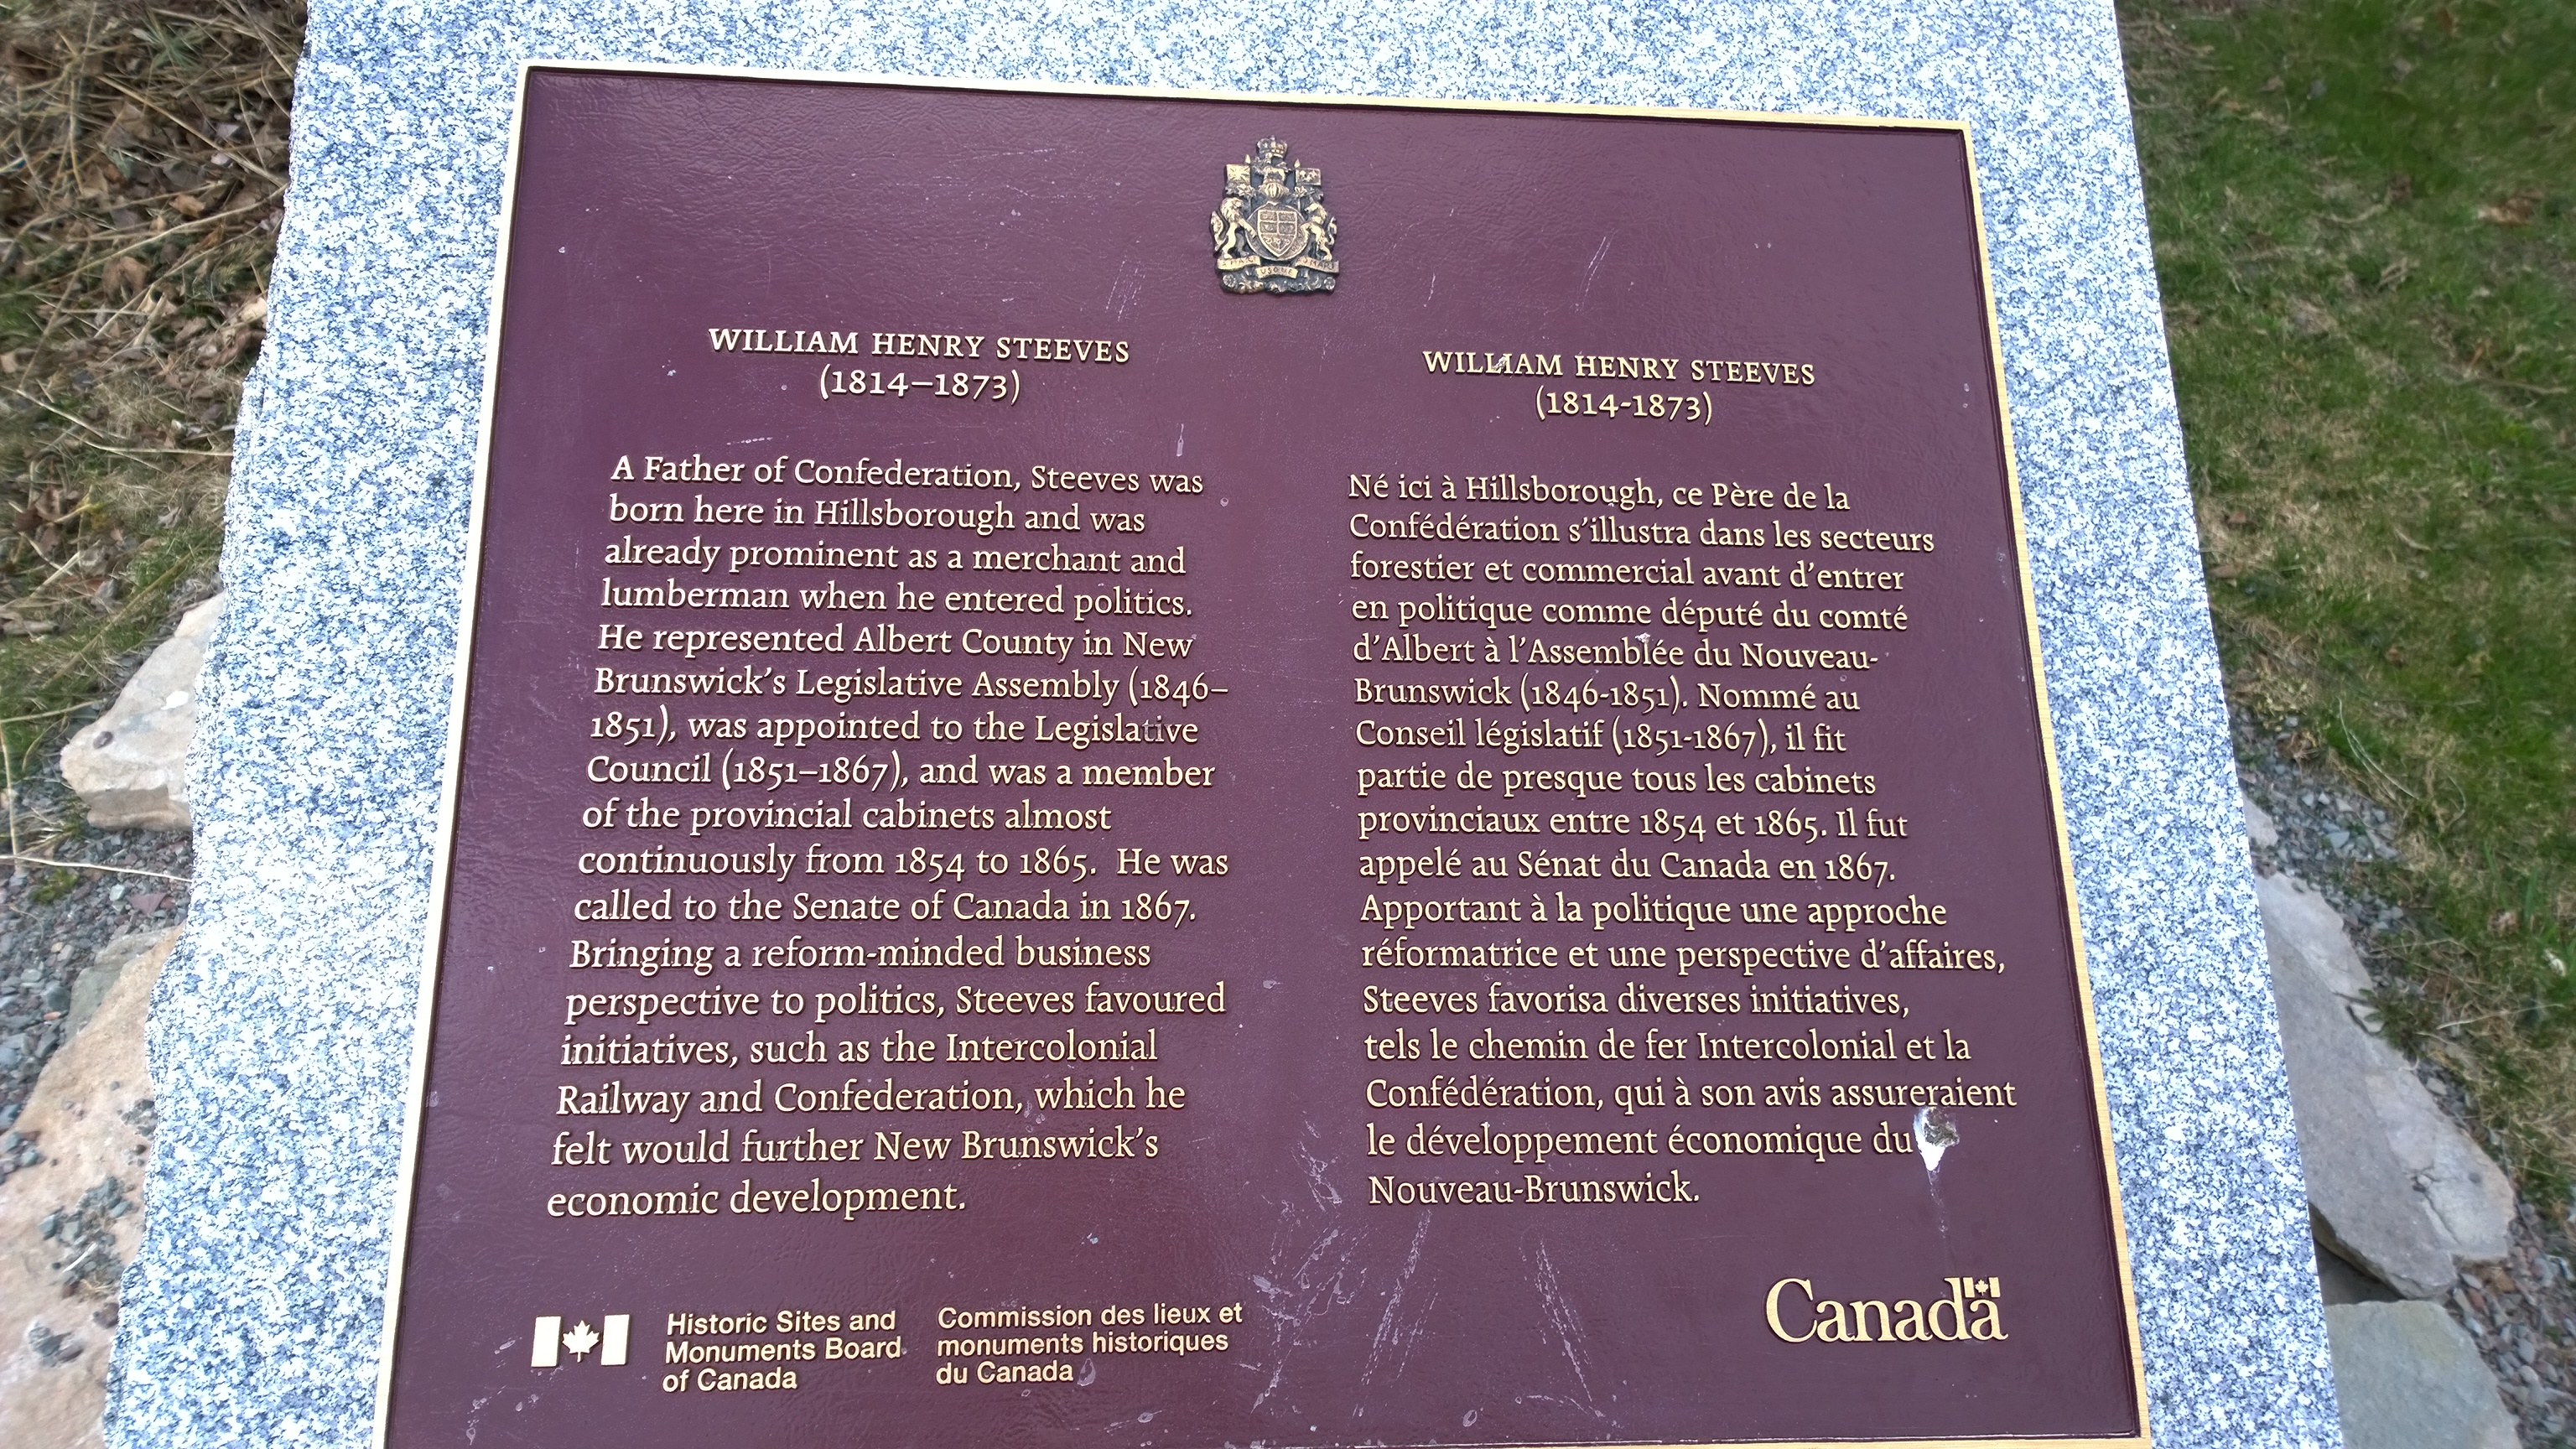 WILLIAM HENRY STEEVES
(1814–1873)
A Father of Confederation, Steeves was
born here in Hillsborough and was
already prominent as a merchant and
lumberman when he entered politics.
He represented Albert County in New
Brunswick's Legislative Assembly (1846–
1851), was appointed to the Legislative
Council (1851–1867), and was a member
of the provincial cabinets almost
continuously from 1854 to 1865.  He was
called to the Senate of Canada in 1867.
Bringing a reform-minded business
perspective to politics, Steeves favoured
initiatives, such as the Intercolonial
Railway and Confederation, which he
felt would further New Brunswick's
economic development.
WILLIAM HENRY STEEVES
(1814-1873)
Né ici à Hillsborough, ce Père de la
Confédération s'illustra dans les secteurs
forestier et commercial avant d'entrer
en politique comme député du comté
d'Albert à l'Assemblée du Nouveau-
Brunswick (1846-1851). Nommé au
Conseil législatif (1851-1867), il fit
partie de presque tous les cabinets
provinciaux entre 1854 et 1865. Il fut
appelé au Sénat du Canada en 1867.
Apportant à la politique une approche
réformatrice et une perspective d'affaires,
Steeves favorisa diverses initiatives,
tels le chemin de fer Intercolonial et la
Confédération, qui à son avis assureraient
le développement économique du
Nouveau-Brunswick.
Historic Sites and
Monuments Board
of Canada
Commission des lieux et
monuments historiques
du Canada
Canada